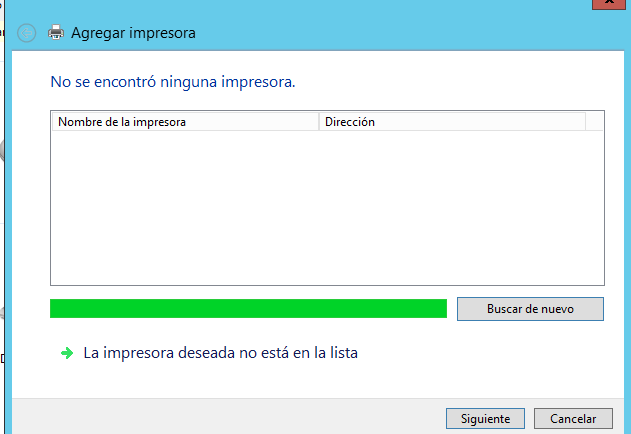 Agregar impresora
No se encontró ninguna impresora.
Nombre de la impresora
Dirección
Buscar de nuevo
La impresora deseada no está en la lista
Siguiente
Cancelar